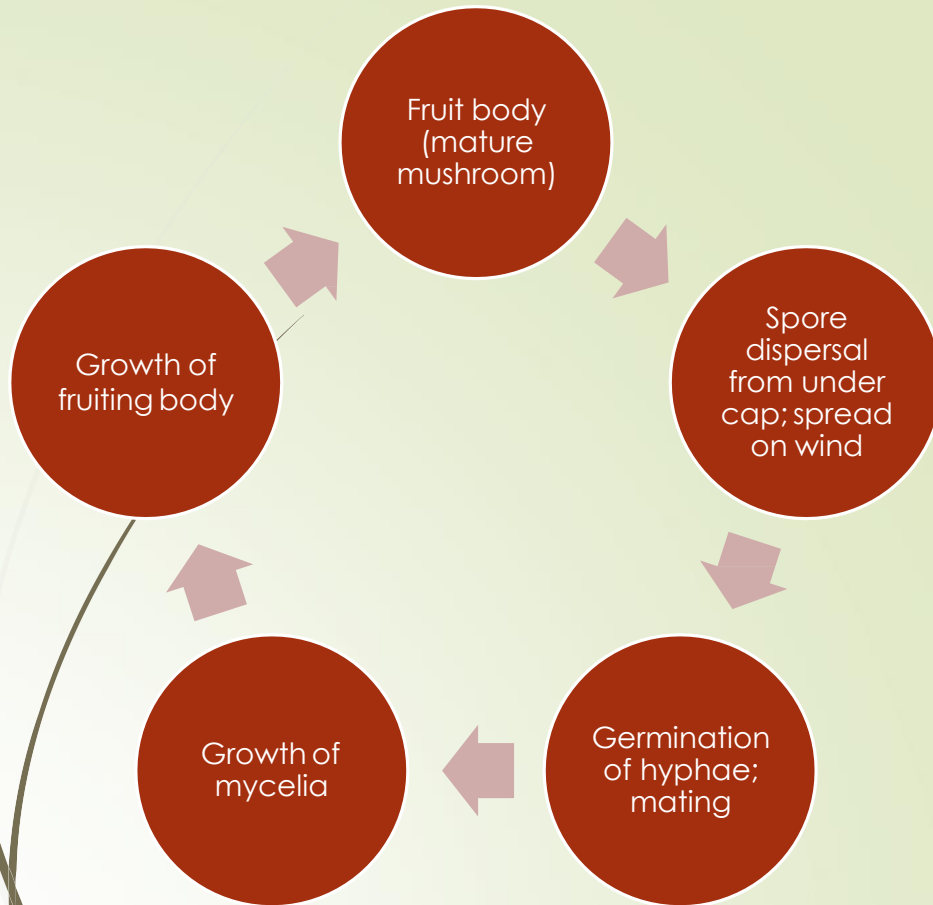 Fruit body
(mature
mushroom)
Spore
dispersal
from under
cap; spread
on wind
Germination
of hyphae;
mating
Growth of
mycelia
Growth of
fruiting body